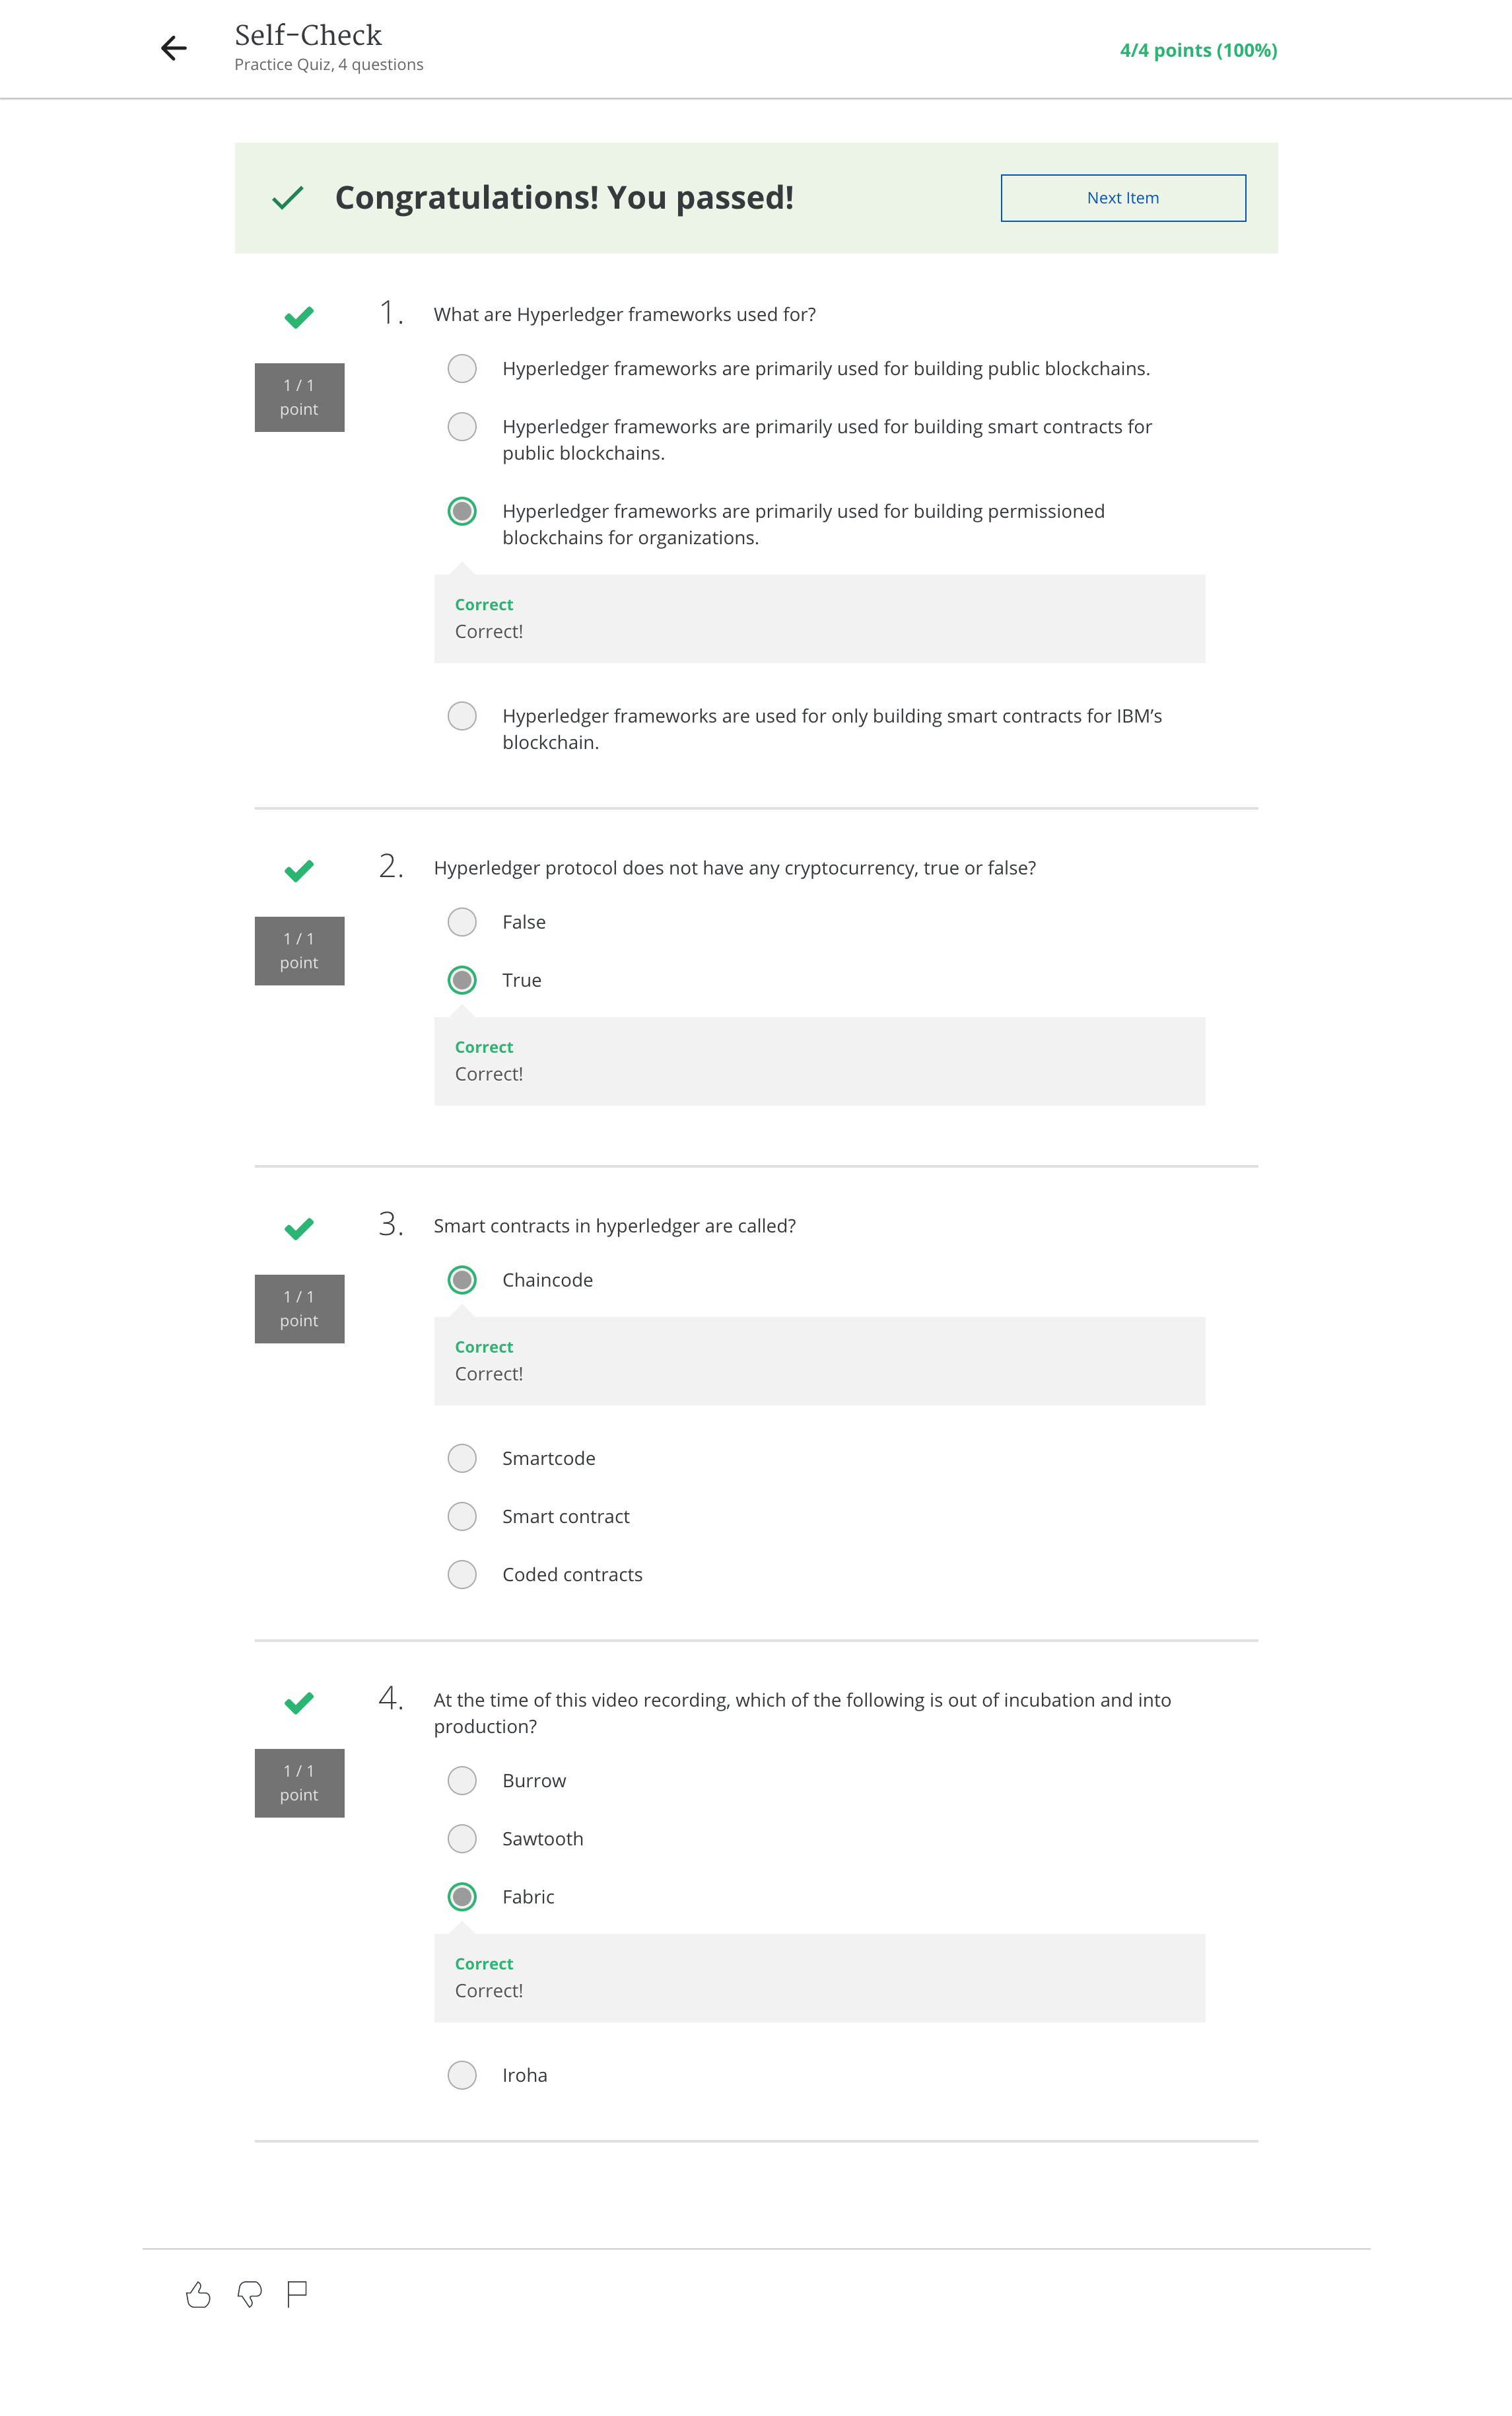 Self-Check
Practice Quiz, 4 questions
4/4 points (100%)
Congratulations! You passed!
Next Item
1.
What are Hyperledger frameworks used for?
1 / 1
point
Hyperledger frameworks are primarily used for building public blockchains.
Hyperledger frameworks are primarily used for building smart contracts for
public blockchains.
Hyperledger frameworks are primarily used for building permissioned
blockchains for organizations.
Correct
Correct!
Hyperledger frameworks are used for only building smart contracts for IBM’s
blockchain.
2.
Hyperledger protocol does not have any cryptocurrency, true or false?
1 / 1
point
False
True
Correct
Correct!
3.
Smart contracts in hyperledger are called?
1 / 1
point
Chaincode
Correct
Correct!
Smartcode
Smart contract
Coded contracts
4.
At the time of this video recording, which of the following is out of incubation and into
production?
1 / 1
point
Burrow
Sawtooth
Fabric
Correct
Correct!
Iroha